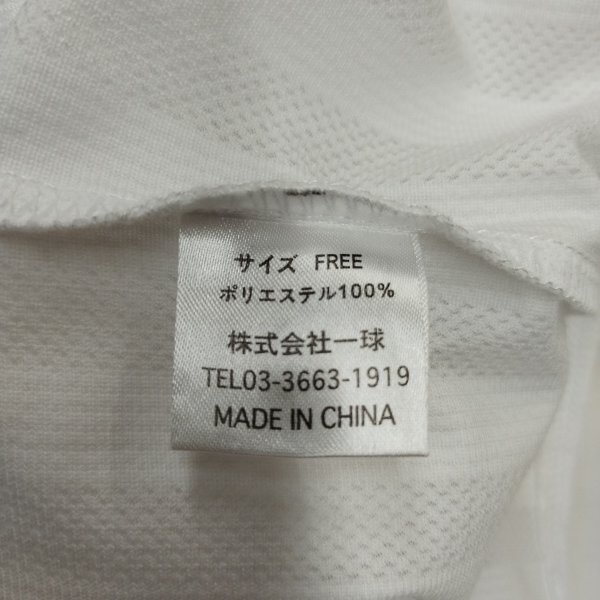 サイズ FREE
ポリエステル100%
株式会社一球
TEL03-3663-1919
MADE IN CHINA